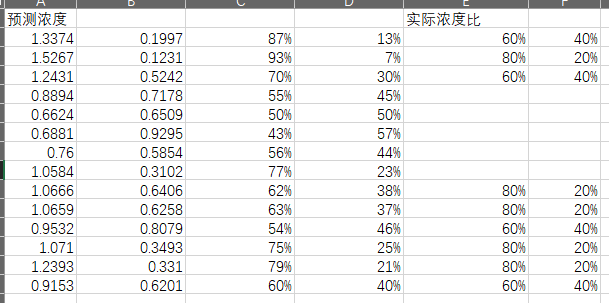 A B C D E F
预测浓度 实际浓度比
1.3374 0.1997 87% 13% 60% 40%
1.5267 0.1231 93% 7% 80% 20%
1.2431 0.5242 70% 30% 60% 40%
0.8894 0.7178 55% 45%
0.6624 0.6509 50% 50%
0.6881 0.9295 43% 57%
0.76 0.5854 56% 44%
1.0584 0.3102 77% 23%
1.0666 0.6406 62% 38% 80% 20%
1.0659 0.6258 63% 37% 80% 20%
0.9532 0.8079 54% 46% 60% 40%
1.071 0.3493 75% 25% 80% 20%
1.2393 0.331 79% 21% 80% 20%
0.9153 0.6201 60% 40% 60% 40%